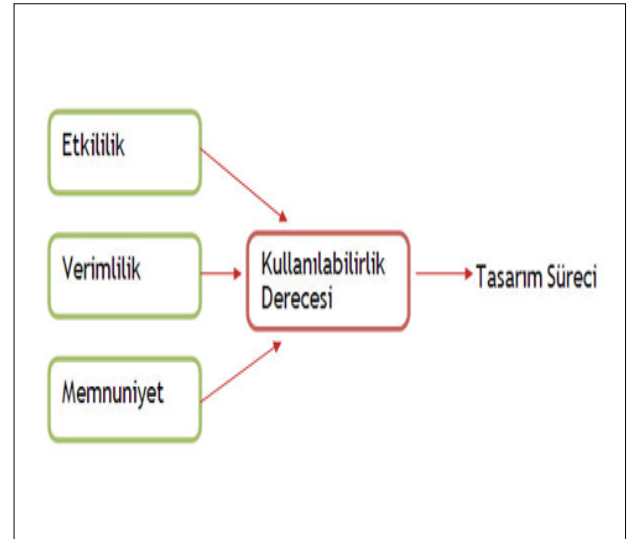 Etkililik
Verimlilik
Memnuniyet
Kullanılabilirlik
Derecesi
Tasarım Süreci